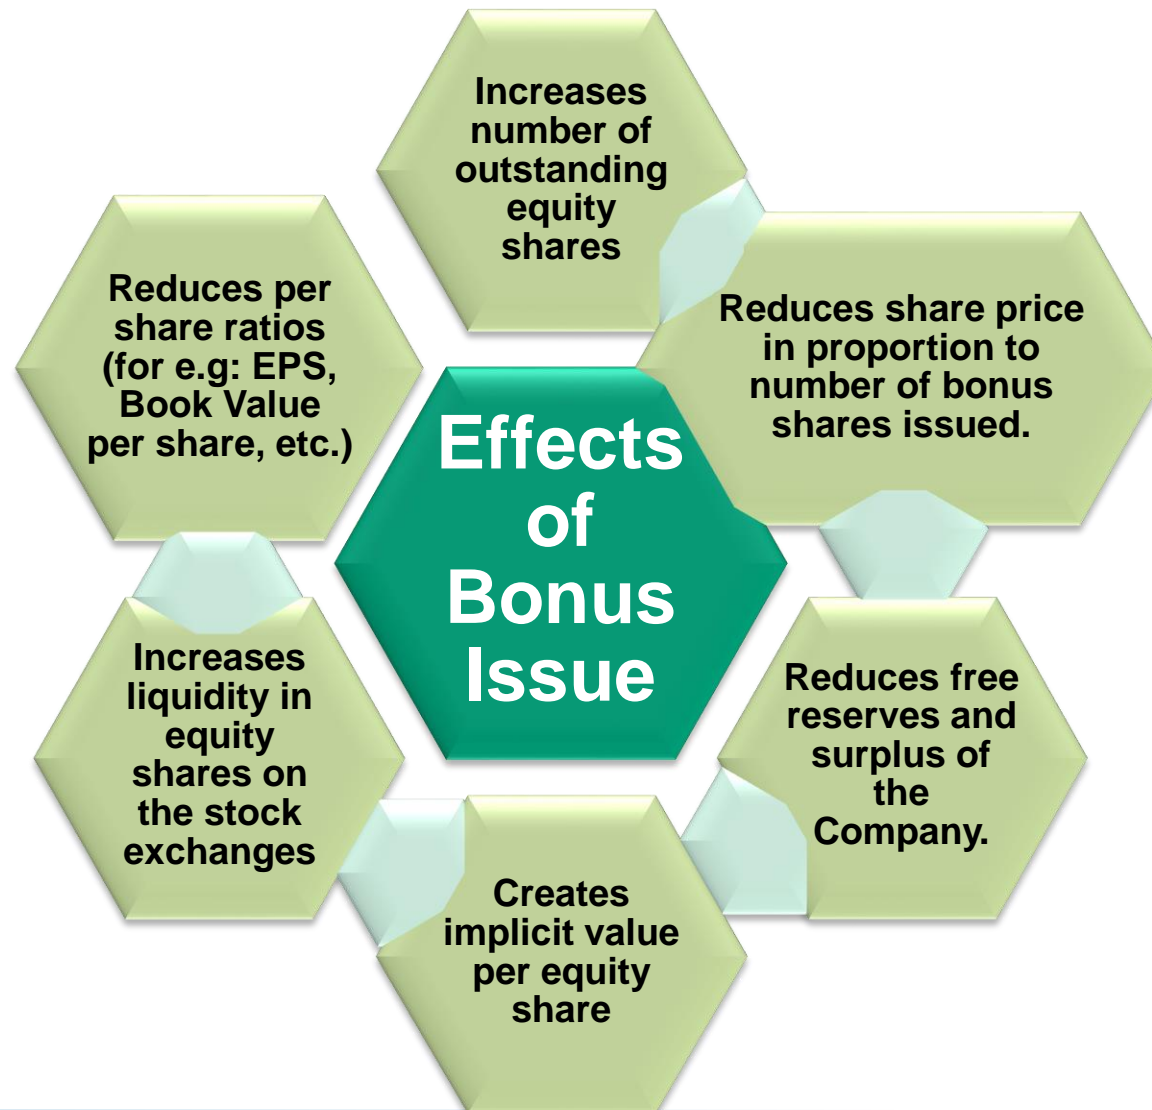 Increases
number of
outstanding
equity
shares
Reduces share price
in proportion to
number of bonus
shares issued.
Reduces free
reserves and
surplus of
the
Company.
Creates
implicit value
per equity
share
Increases
liquidity in
equity
shares on
the stock
exchanges
Reduces per
share ratios
(for e.g: EPS,
Book Value
per share, etc.)
Effects
of
Bonus
Issue